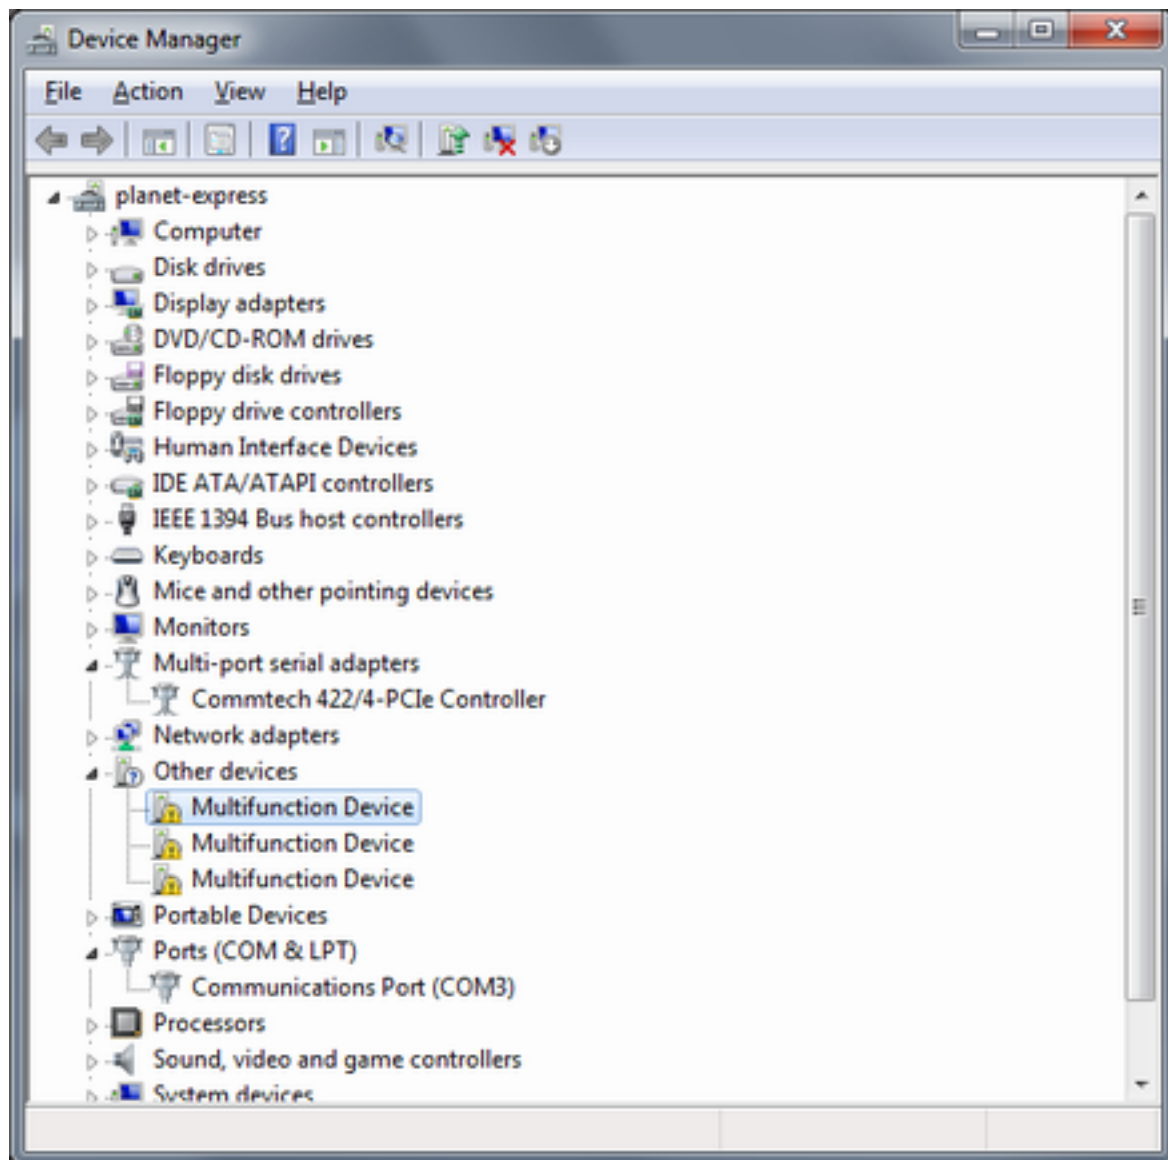 Device Manager
File Action View Help
planet-express
Computer
Disk drives
Display adapters
DVD/CD-ROM drives
Floppy disk drives
Floppy drive controllers
Human Interface Devices
IDE ATA/ATAPI controllers
IEEE 1394 Bus host controllers
Keyboards
Mice and other pointing devices
Monitors
Multi-port serial adapters
Commtech 422/4-PCIe Controller
Network adapters
Other devices
Multifunction Device
Multifunction Device
Multifunction Device
Portable Devices
Ports (COM & LPT)
Communications Port (COM3)
Processors
Sound, video and game controllers
System devices